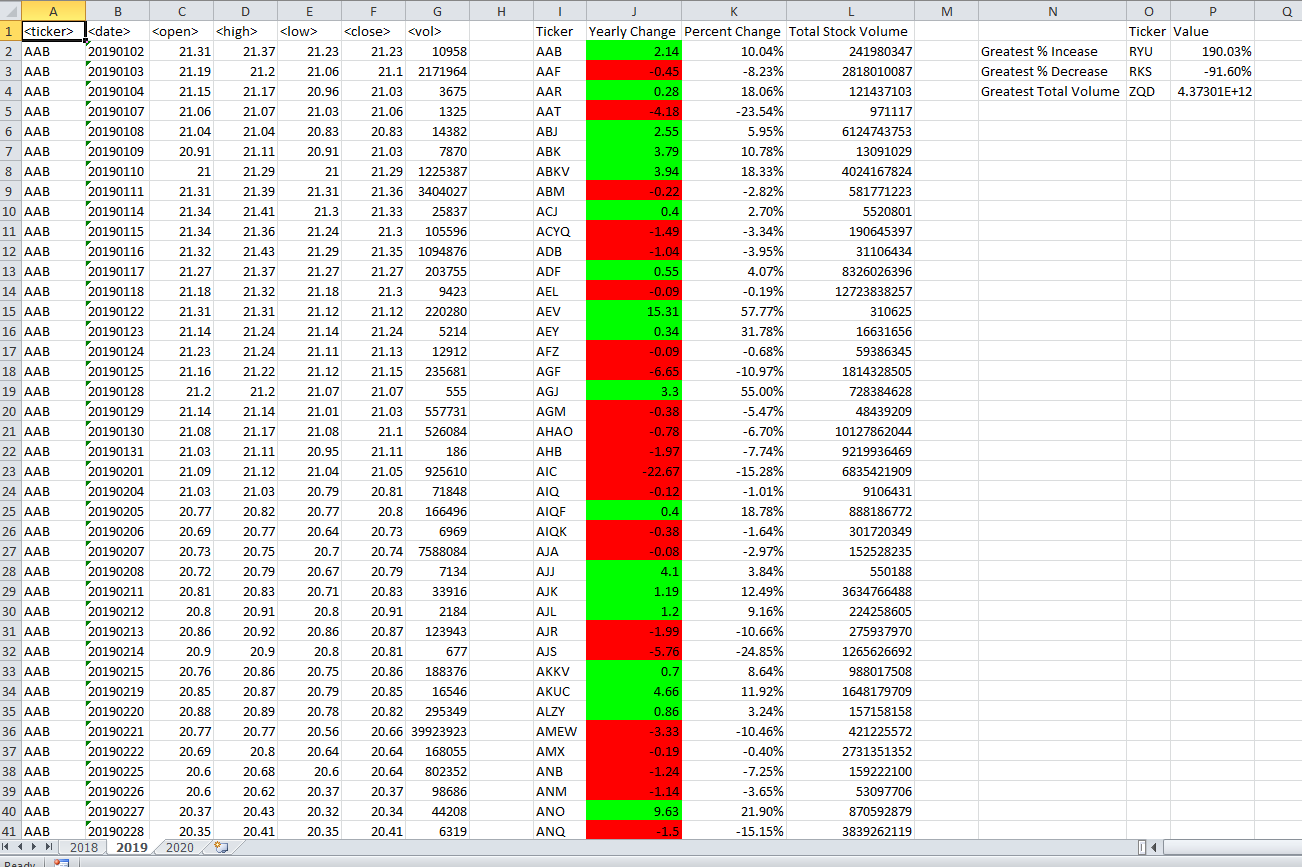 A B C D E F G H I J K L M N O P Q
1 <ticker> <date> <open> <high> <low> <close> <vol> Ticker Yearly Change Percent Change Total Stock Volume Ticker Value
2 AAB 20190102 21.31 21.37 21.23 21.23 10958 AAB 2.14 10.04% 241980347 Greatest % Incease RYU 190.03%
3 AAB 20190103 21.19 21.2 21.06 21.1 2171964 AAF -0.45 -8.23% 2818010087 Greatest % Decrease RKS -91.60%
4 AAB 20190104 21.15 21.17 20.96 21.03 3675 AAR 0.28 18.06% 121437103 Greatest Total Volume ZQD 4.37301E+12
5 AAB 20190107 21.06 21.07 21.03 21.06 1325 AAT -4.18 -23.54% 971117
6 AAB 20190108 21.04 21.04 20.83 20.83 14382 ABJ 2.55 5.95% 6124743753
7 AAB 20190109 20.91 21.11 20.91 21.03 7870 ABK 3.79 10.78% 13091029
8 AAB 20190110 21 21.29 21 21.29 1225387 ABKV 3.94 18.33% 4024167824
9 AAB 20190111 21.31 21.39 21.31 21.36 3404027 ABM -0.22 -2.82% 581771223
10 AAB 20190114 21.34 21.41 21.3 21.33 25837 ACJ 0.4 2.70% 5520801
11 AAB 20190115 21.34 21.36 21.24 21.3 105596 ACYQ -1.49 -3.34% 190645397
12 AAB 20190116 21.32 21.43 21.29 21.35 1094876 ADB -1.04 -3.95% 31106434
13 AAB 20190117 21.27 21.37 21.27 21.27 203755 ADF 0.55 4.07% 8326026396
14 AAB 20190118 21.18 21.32 21.18 21.3 9423 AEL -0.09 -0.19% 12723838257
15 AAB 20190122 21.31 21.31 21.12 21.12 220280 AEV 15.31 57.77% 310625
16 AAB 20190123 21.14 21.24 21.14 21.24 5214 AEY 0.34 31.78% 16631656
17 AAB 20190124 21.23 21.24 21.11 21.13 12912 AFZ -0.09 -0.68% 59386345
18 AAB 20190125 21.16 21.22 21.12 21.15 235681 AGF -6.65 -10.97% 1814328505
19 AAB 20190128 21.2 21.2 21.07 21.07 555 AGJ 3.3 55.00% 728384628
20 AAB 20190129 21.14 21.14 21.01 21.03 557731 AGM -0.38 -5.47% 48439209
21 AAB 20190130 21.08 21.17 21.08 21.1 526084 AHAO -0.78 -6.70% 10127862044
22 AAB 20190131 21.03 21.11 20.95 21.11 186 AHB -1.97 -7.74% 9219936469
23 AAB 20190201 21.09 21.12 21.04 21.05 925610 AIC -22.67 -15.28% 6835421909
24 AAB 20190204 21.03 21.03 20.79 20.81 71848 AIQ -0.12 -1.01% 9106431
25 AAB 20190205 20.77 20.82 20.77 20.8 166496 AIQF 0.4 18.78% 888186772
26 AAB 20190206 20.69 20.77 20.64 20.73 6969 AIQK -0.38 -1.64% 301720349
27 AAB 20190207 20.73 20.75 20.7 20.74 7588084 AJA -0.08 -2.97% 152528235
28 AAB 20190208 20.72 20.79 20.67 20.79 7134 AJJ 4.1 3.84% 550188
29 AAB 20190211 20.81 20.83 20.71 20.83 33916 AJK 1.19 12.49% 3634766488
30 AAB 20190212 20.8 20.91 20.8 20.91 2184 AJL 1.2 9.16% 224258605
31 AAB 20190213 20.86 20.92 20.86 20.87 123943 AJR -1.99 -10.66% 275937970
32 AAB 20190214 20.9 20.9 20.8 20.81 677 AJS -5.76 -24.85% 1265626692
33 AAB 20190215 20.76 20.86 20.75 20.86 188376 AKKV 0.7 8.64% 988017508
34 AAB 20190219 20.85 20.87 20.79 20.85 16546 AKUC 4.66 11.92% 1648179709
35 AAB 20190220 20.88 20.89 20.78 20.82 295349 ALZY 0.86 3.24% 157158158
36 AAB 20190221 20.77 20.77 20.56 20.66 39923923 AMEW -3.33 -10.46% 421225572
37 AAB 20190222 20.69 20.8 20.64 20.64 168055 AMX -0.19 -0.40% 2731351352
38 AAB 20190225 20.6 20.68 20.6 20.64 802352 ANB -1.24 -7.25% 159222100
39 AAB 20190226 20.6 20.62 20.37 20.37 98686 ANM -1.14 -3.65% 53097706
40 AAB 20190227 20.37 20.43 20.32 20.34 44208 ANO 9.63 21.90% 870592879
41 AAB 20190228 20.35 20.41 20.35 20.41 6319 ANQ -1.5 -15.15% 3839262119
2018 2019 2020
Ready